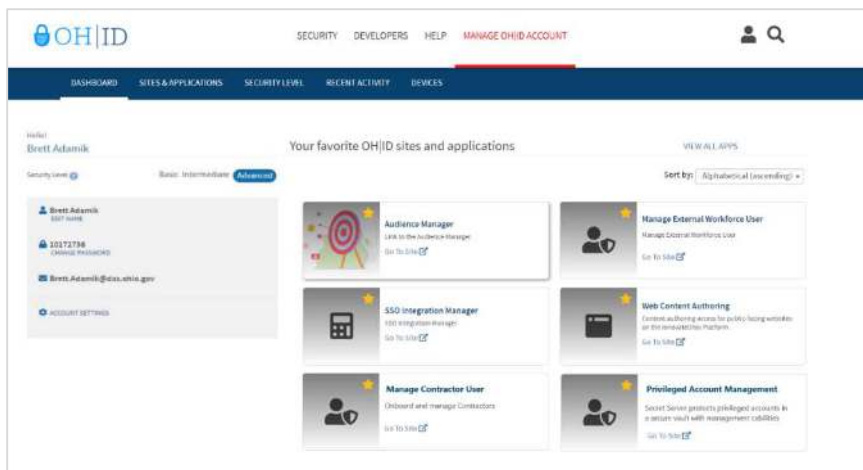 OH|ID
SECURITY DEVELOPERS HELP MANAGE OH|ID ACCOUNT
DASHBOARD SITES & APPLICATIONS SECURITY LEVEL RECENT ACTIVITY DEVICES
Hello!
Brett Adamik
Security Level Basic Intermediate Advanced
Brett Adamik
EDIT NAME
10172736
CHANGE PASSWORD
Brett.Adamik@das.ohio.gov
ACCOUNT SETTINGS
Your favorite OH|ID sites and applications
VIEW ALL APPS
Sort by: Alphabetical (ascending)
Audience Manager
Link to the Audience Manager
Go To Site
Manage External Workforce User
Manage External Workforce User
Go To Site
SSO Integration Manager
SSO Integration Manager
Go To Site
Web Content Authoring
Content authoring access for public-facing websites
on the InnovateOhio Platform.
Go To Site
Manage Contractor User
Onboard and manage Contractors
Go To Site
Privileged Account Management
Secret Server protects privileged accounts in
a secure vault with management
Go To Site